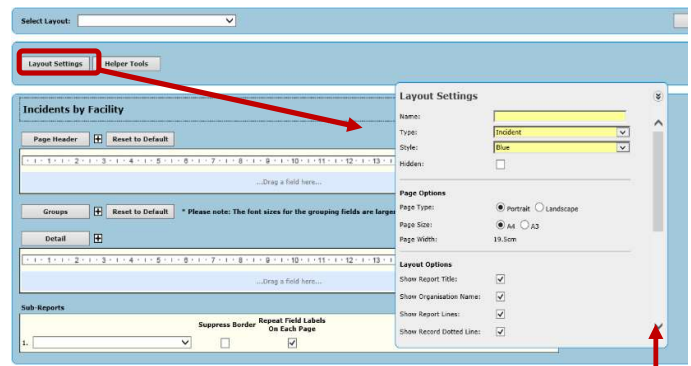 Select Layout:
Layout Settings
Helper Tools
Incidents by Facility
Page Header
Reset to Default
1 2 3 4 5 6 7 8 9 10 11 12 13
...Drag a field here...
Groups
Reset to Default
* Please note: The font sizes for the grouping fields are larger
Detail
1 2 3 4 5 6 7 8 9 10 11 12 13
...Drag a field here...
Sub-Reports
Suppress Border
Repeat Field Labels
On Each Page
1.
Layout Settings
Name:
Type:
Incident
Style:
Blue
Hidden:
Page Options
Page Type:
Portrait
Landscape
Page Size:
A4
A3
Page Width:
19.5cm
Layout Options
Show Report Title:
Show Organisation Name:
Show Report Lines:
Show Record Dotted Line: